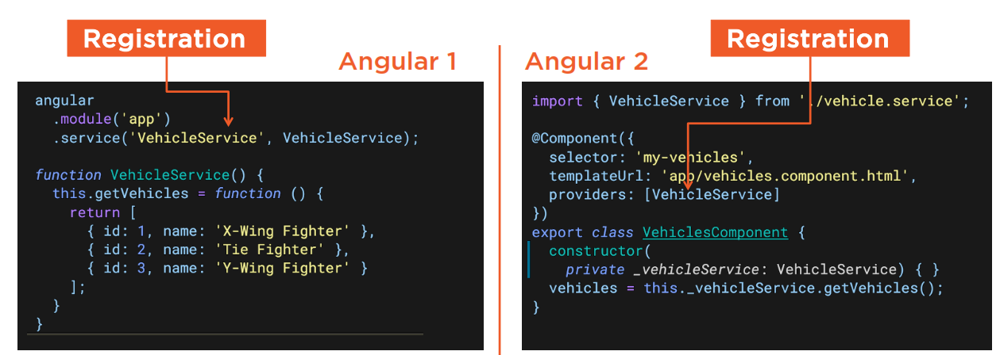 Registration
Angular 1
angular
.module('app')
.service('VehicleService', VehicleService);
function VehicleService() {
this.getVehicles = function () {
return [
{ id: 1, name: 'X-Wing Fighter' },
{ id: 2, name: 'Tie Fighter' },
{ id: 3, name: 'Y-Wing Fighter' }
];
}
}
Registration
Angular 2
import { VehicleService } from './vehicle.service';
@Component({
selector: 'my-vehicles',
templateUrl: 'app/vehicles.component.html',
providers: [VehicleService]
})
export class VehiclesComponent {
constructor(
private _vehicleService: VehicleService) { }
vehicles = this._vehicleService.getVehicles();
}